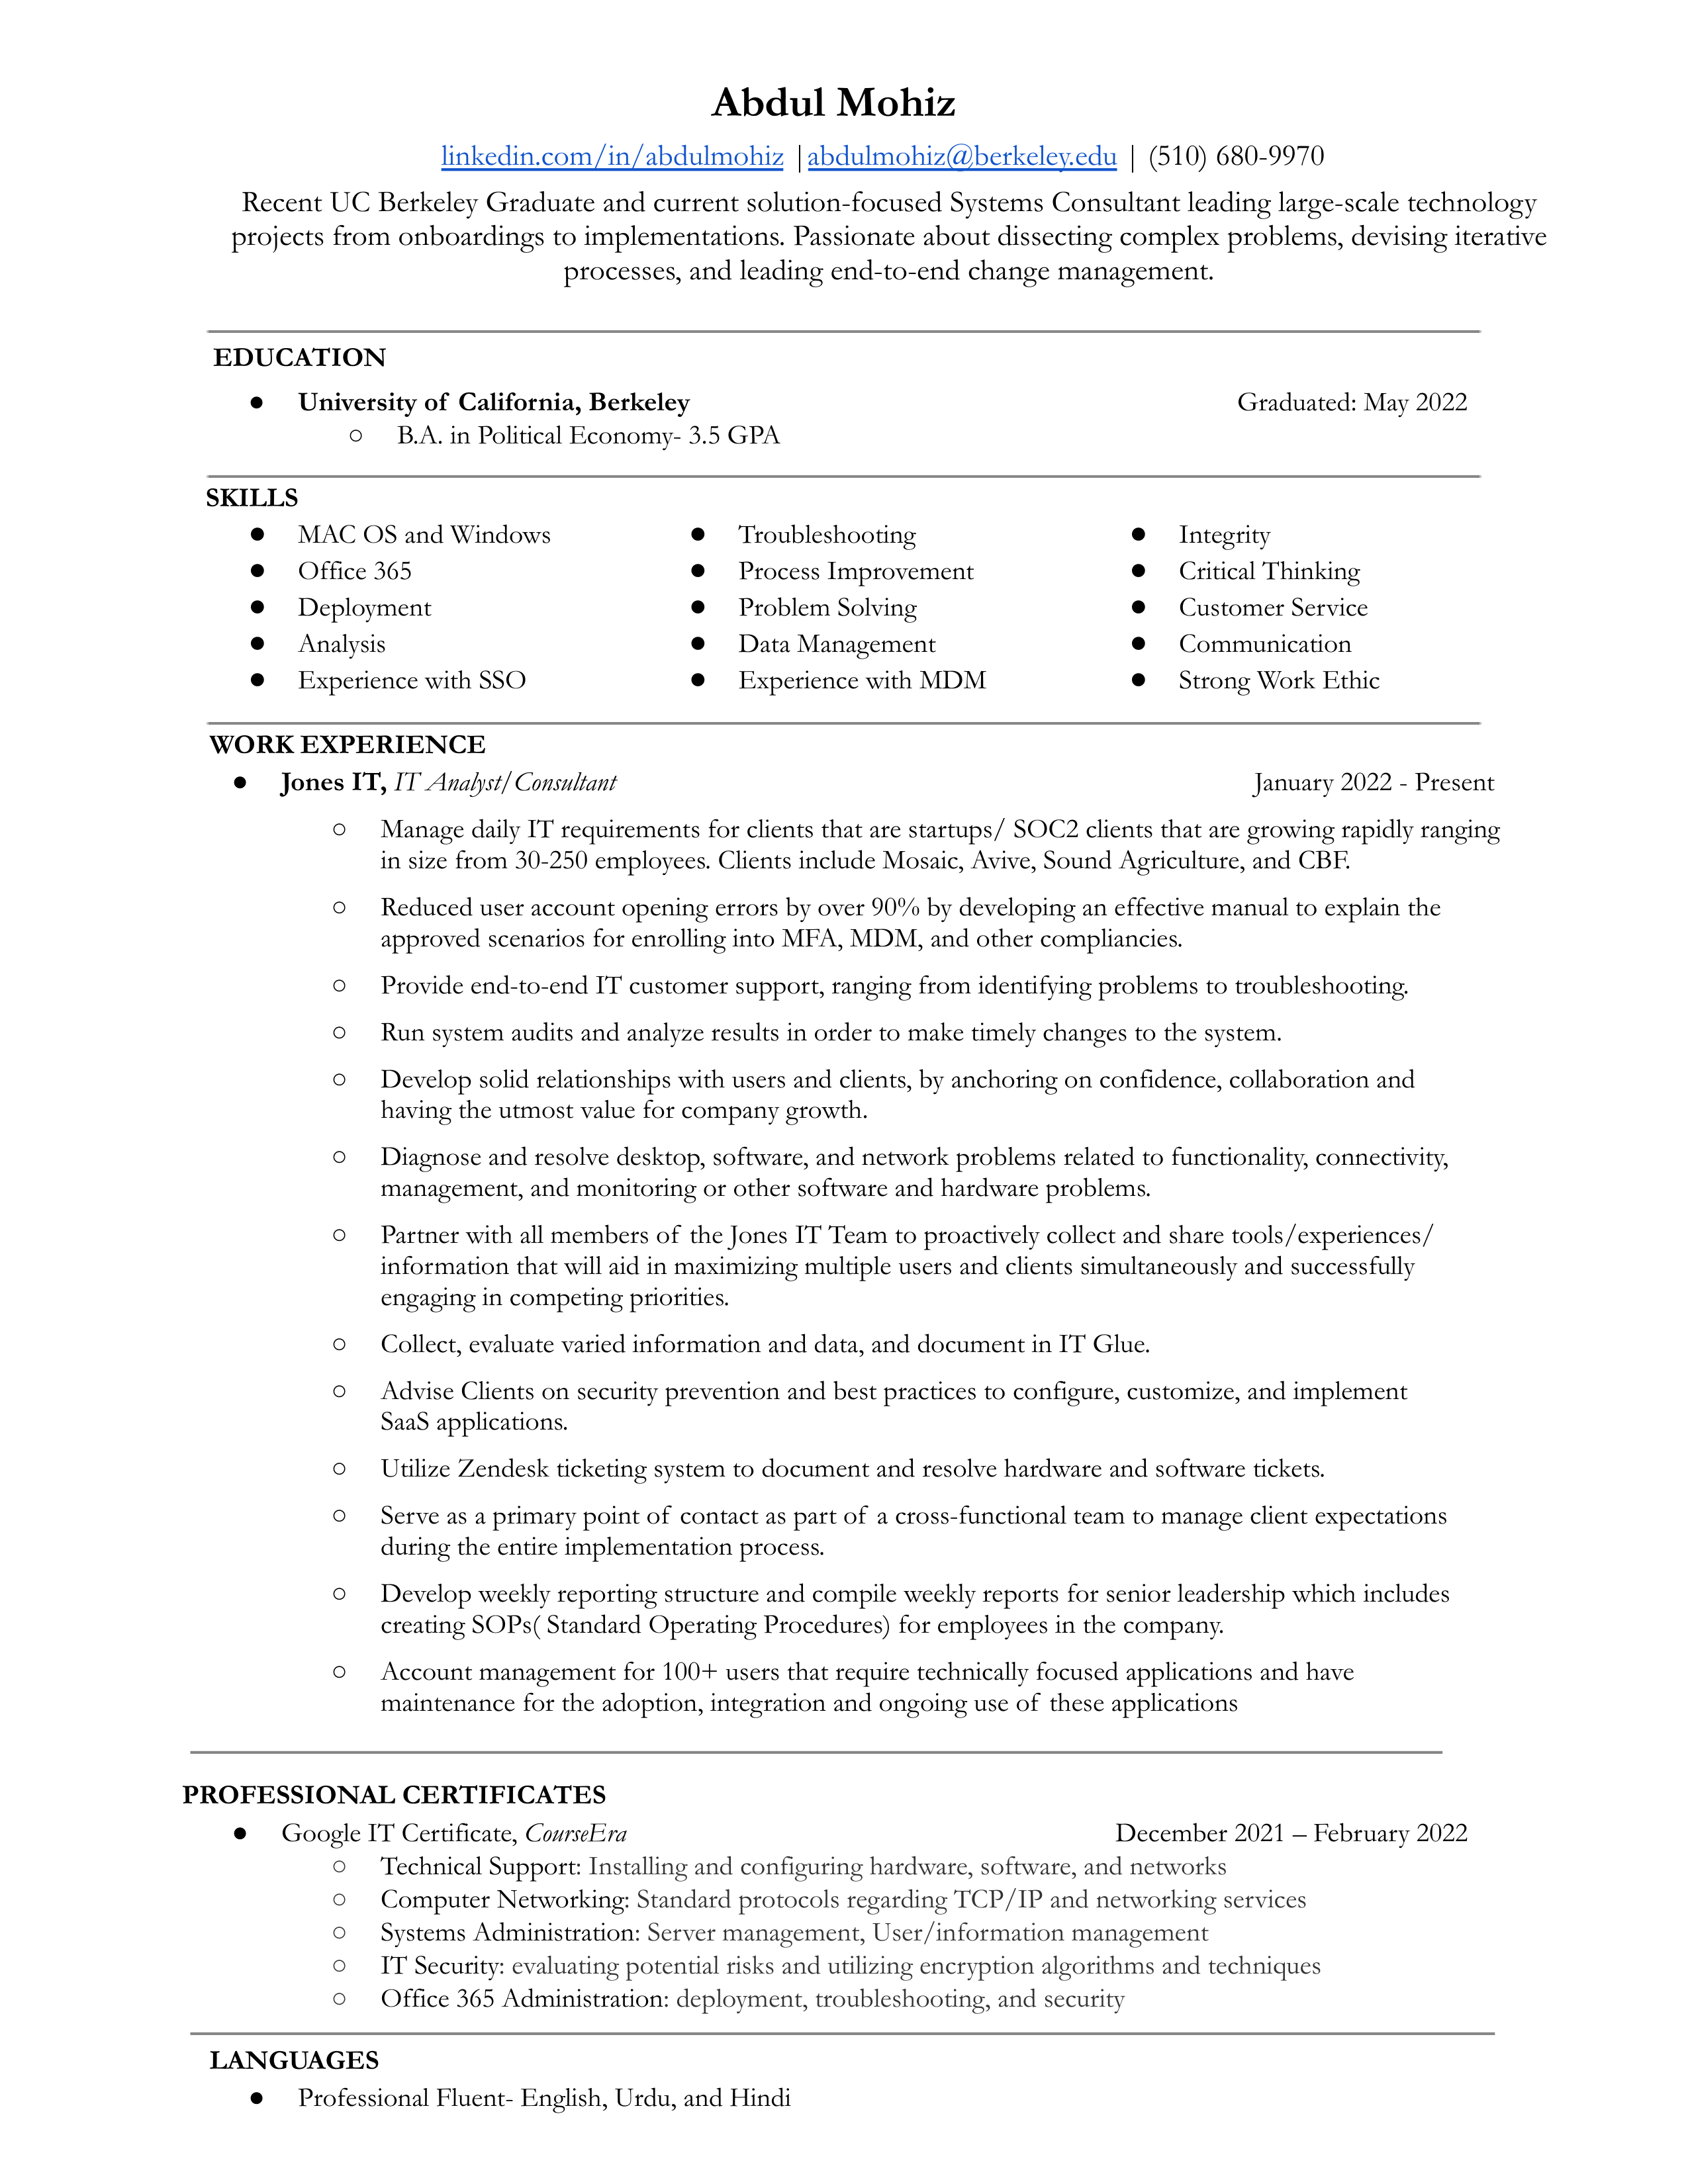 Abdul Mohiz
linkedin.com/in/abdulmohiz | abdulmohiz@berkeley.edu | (510) 680-9970
Recent UC Berkeley Graduate and current solution-focused Systems Consultant leading large-scale technology
projects from onboardings to implementations. Passionate about dissecting complex problems, devising iterative
processes, and leading end-to-end change management.
EDUCATION
● University of California, Berkeley Graduated: May 2022
○ B.A. in Political Economy- 3.5 GPA
SKILLS
● MAC OS and Windows
● Office 365
● Deployment
● Analysis
● Experience with SSO
● Troubleshooting
● Process Improvement
● Problem Solving
● Data Management
● Experience with MDM
● Integrity
● Critical Thinking
● Customer Service
● Communication
● Strong Work Ethic
WORK EXPERIENCE
● Jones IT, IT Analyst/Consultant January 2022 - Present
○ Manage daily IT requirements for clients that are startups/ SOC2 clients that are growing rapidly ranging
in size from 30-250 employees. Clients include Mosaic, Avive, Sound Agriculture, and CBF.
○ Reduced user account opening errors by over 90% by developing an effective manual to explain the
approved scenarios for enrolling into MFA, MDM, and other compliancies.
○ Provide end-to-end IT customer support, ranging from identifying problems to troubleshooting.
○ Run system audits and analyze results in order to make timely changes to the system.
○ Develop solid relationships with users and clients, by anchoring on confidence, collaboration and
having the utmost value for company growth.
○ Diagnose and resolve desktop, software, and network problems related to functionality, connectivity,
management, and monitoring or other software and hardware problems.
○ Partner with all members of the Jones IT Team to proactively collect and share tools/experiences/
information that will aid in maximizing multiple users and clients simultaneously and successfully
engaging in competing priorities.
○ Collect, evaluate varied information and data, and document in IT Glue.
○ Advise Clients on security prevention and best practices to configure, customize, and implement
SaaS applications.
○ Utilize Zendesk ticketing system to document and resolve hardware and software tickets.
○ Serve as a primary point of contact as part of a cross-functional team to manage client expectations
during the entire implementation process.
○ Develop weekly reporting structure and compile weekly reports for senior leadership which includes
creating SOPs( Standard Operating Procedures) for employees in the company.
○ Account management for 100+ users that require technically focused applications and have
maintenance for the adoption, integration and ongoing use of these applications
PROFESSIONAL CERTIFICATES
● Google IT Certificate, CourseEra December 2021 – February 2022
○ Technical Support: Installing and configuring hardware, software, and networks
○ Computer Networking: Standard protocols regarding TCP/IP and networking services
○ Systems Administration: Server management, User/information management
○ IT Security: evaluating potential risks and utilizing encryption algorithms and techniques
○ Office 365 Administration: deployment, troubleshooting, and security
LANGUAGES
● Professional Fluent- English, Urdu, and Hindi